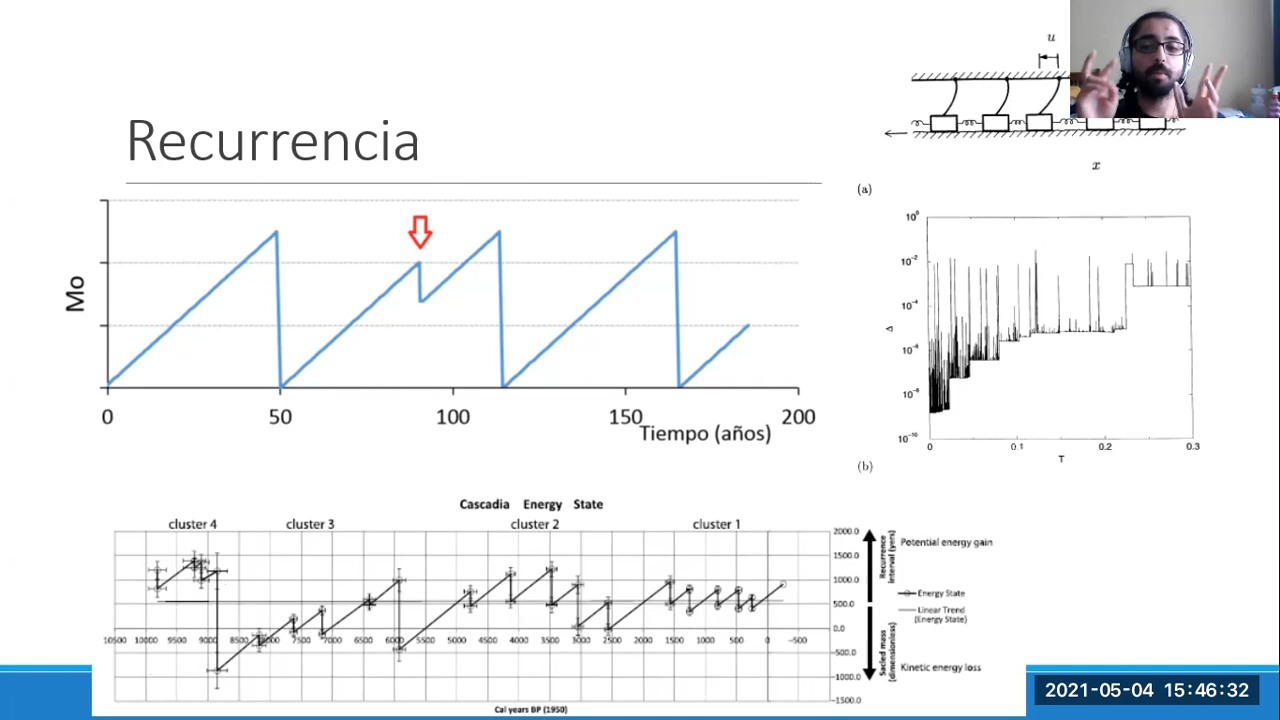 Recurrencia
u
x
(a)
Mo
0
50
100
150
200
Tiempo (años)
10⁰
10⁻²
10⁻⁴
10⁻⁶
10⁻⁸
10⁻¹⁰
Δ
0
0.1
0.2
0.3
T
(b)
Cascadia Energy State
cluster 4
cluster 3
cluster 2
cluster 1
2000.0
1500.0
1000.0
500.0
0.0
-500.0
-1000.0
-1500.0
10500 10000 9500 9000 8500 8000 7500 7000 6500 6000 5500 5000 4500 4000 3500 3000 2500 2000 1500 1000 500 0 -500
Cal years BP (1950)
Recurrence
interval (yers)
Sacled mass
(dimensionless)
Potential energy gain
Energy State
Linear Trend
(Energy State)
Kinetic energy loss
2021-05-04 15:46:32